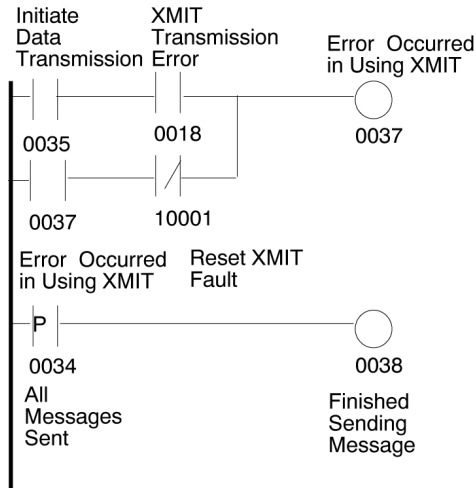 Initiate
Data
Transmission
XMIT
Transmission
Error
Error Occurred
in Using XMIT
0035
0018
0037
0037
10001
Error Occurred
in Using XMIT
Reset XMIT
Fault
P
0034
0038
All
Messages
Sent
Finished
Sending
Message